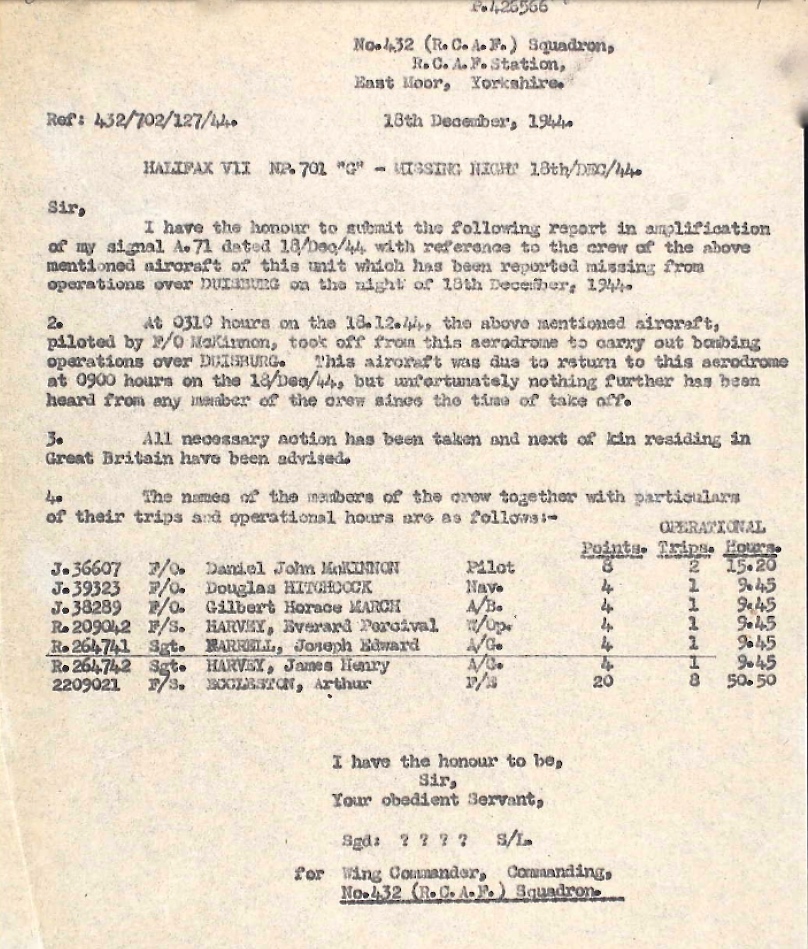 P.426566
No.432 (R.C.A.F.) Squadron,
R.C.A.F. Station,
East Moor, Yorkshire.
Ref: 432/702/127/44. 18th December, 1944.
HALIFAX VII NP.701 "G" - MISSING NIGHT 18th/DEC/44.
Sir,
I have the honour to submit the following report in amplification
of my signal A.71 dated 18/Dec/44 with reference to the crew of the above
mentioned aircraft of this unit which has been reported missing from
operations over DUISBURG on the night of 18th December, 1944.
2. At 0310 hours on the 18.12.44, the above mentioned aircraft,
piloted by F/O McKinnon, took off from this aerodrome to carry out bombing
operations over DUISBURG. This aircraft was due to return to this aerodrome
at 0900 hours on the 18/Dec/44, but unfortunately nothing further has been
heard from any member of the crew since the time of take off.
3. All necessary action has been taken and next of kin residing in
Great Britain have been advised.
4. The names of the members of the crew together with particulars
of their trips and operational hours are as follows:-
OPERATIONAL
Points. Trips. Hours.
J.36607 F/O. Daniel John McKINNON Pilot 8 2 15.20
J.39323 F/O. Douglas HITCHCOCK Nav. 4 1 9.45
J.38289 F/O. Gilbert Horace MARCH A/B. 4 1 9.45
R.209042 F/S. HARVEY, Everard Percival W/Op. 4 1 9.45
R.264741 Sgt. FARRELL, Joseph Edward A/G. 4 1 9.45
R.264742 Sgt. HARVEY, James Henry A/G. 4 1 9.45
2209021 F/S. ECCLESTON, Arthur F/E 20 8 50.50
I have the honour to be,
Sir,
Your obedient Servant,
Sgd: ? ? ? ? S/L.
for Wing Commander, Commanding,
No.432 (R.C.A.F.) Squadron.